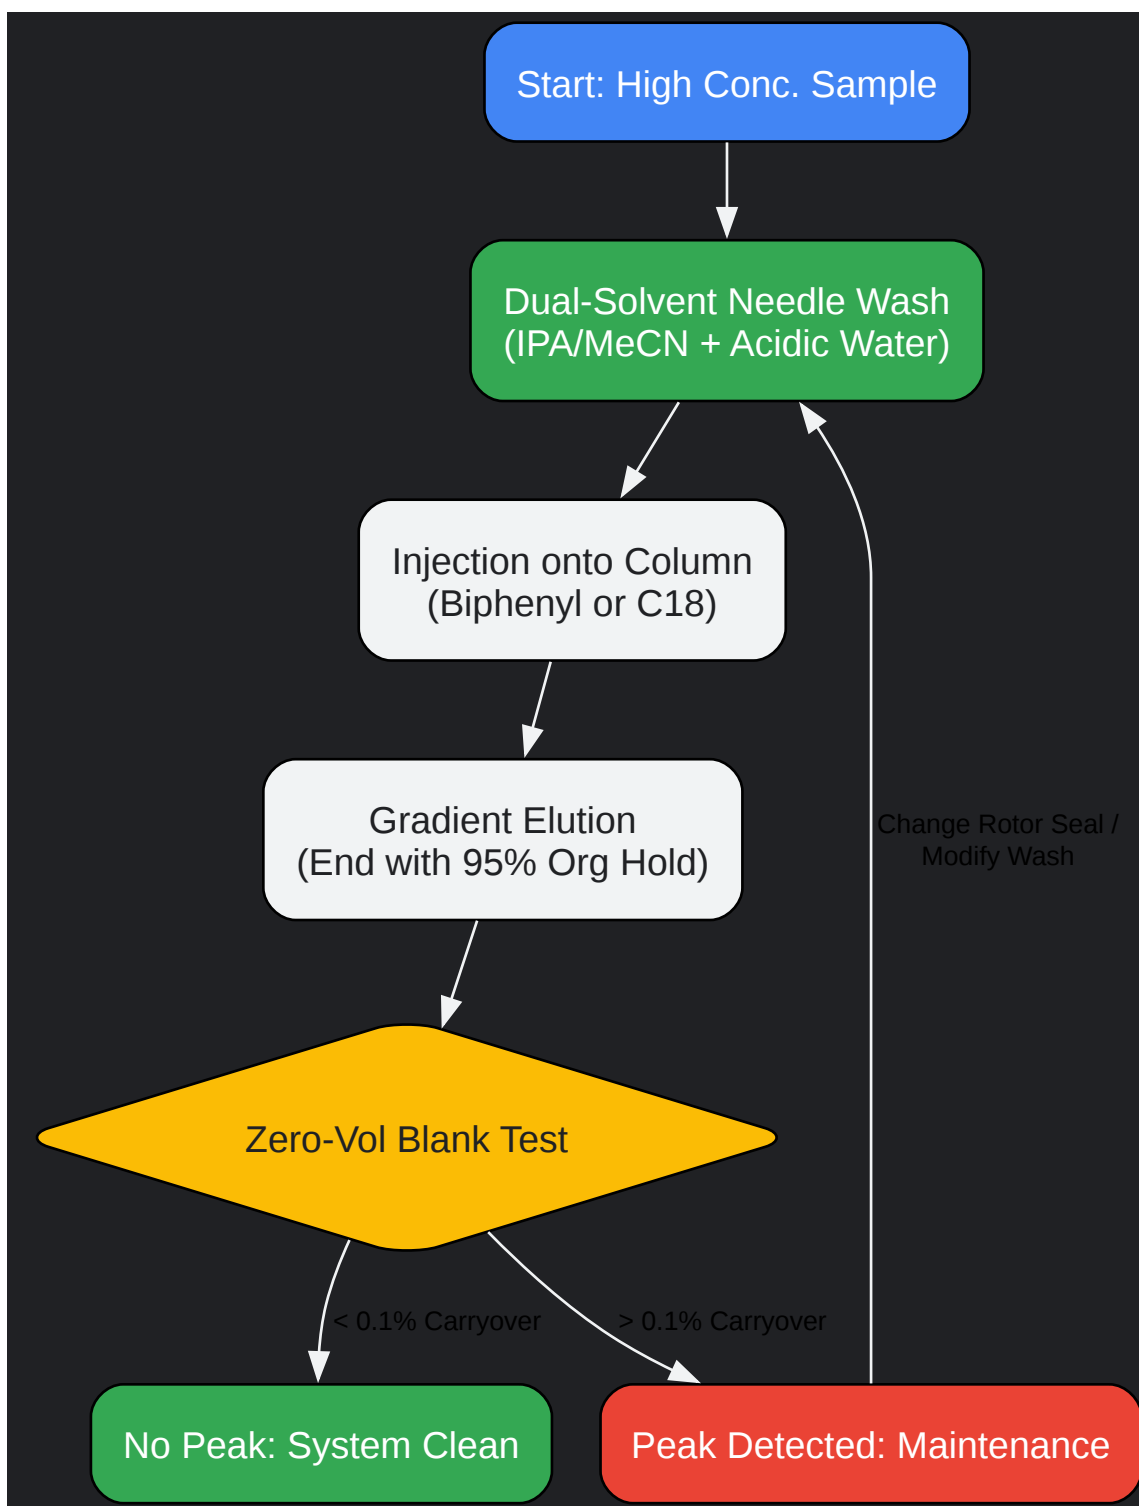 Start: High Conc. Sample
Dual-Solvent Needle Wash
(IPA/MeCN + Acidic Water)
Injection onto Column
(Biphenyl or C18)
Gradient Elution
(End with 95% Org Hold)
Change Rotor Seal /
Modify Wash
Zero-Vol Blank Test
< 0.1% Carryover
> 0.1% Carryover
No Peak: System Clean
Peak Detected: Maintenance